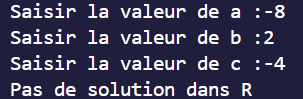 Saisir la valeur de a :-8
Saisir la valeur de b :2
Saisir la valeur de c :-4
Pas de solution dans R